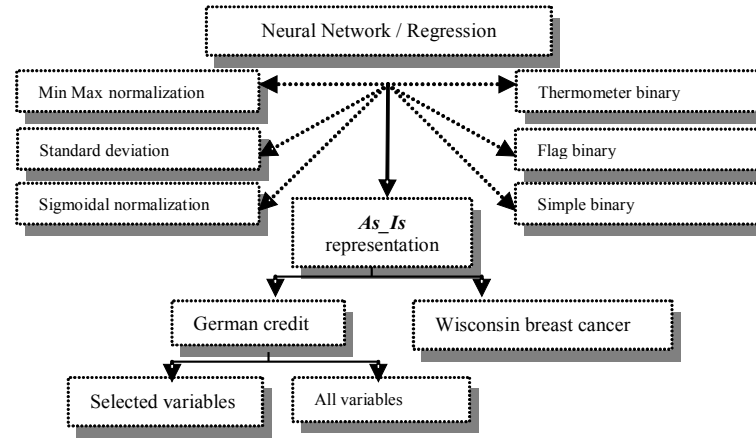 Neural Network / Regression
Min Max normalization
Thermometer binary
Standard deviation
Flag binary
Sigmoidal normalization
Simple binary
As_Is
representation
German credit
Wisconsin breast cancer
Selected variables
All variables